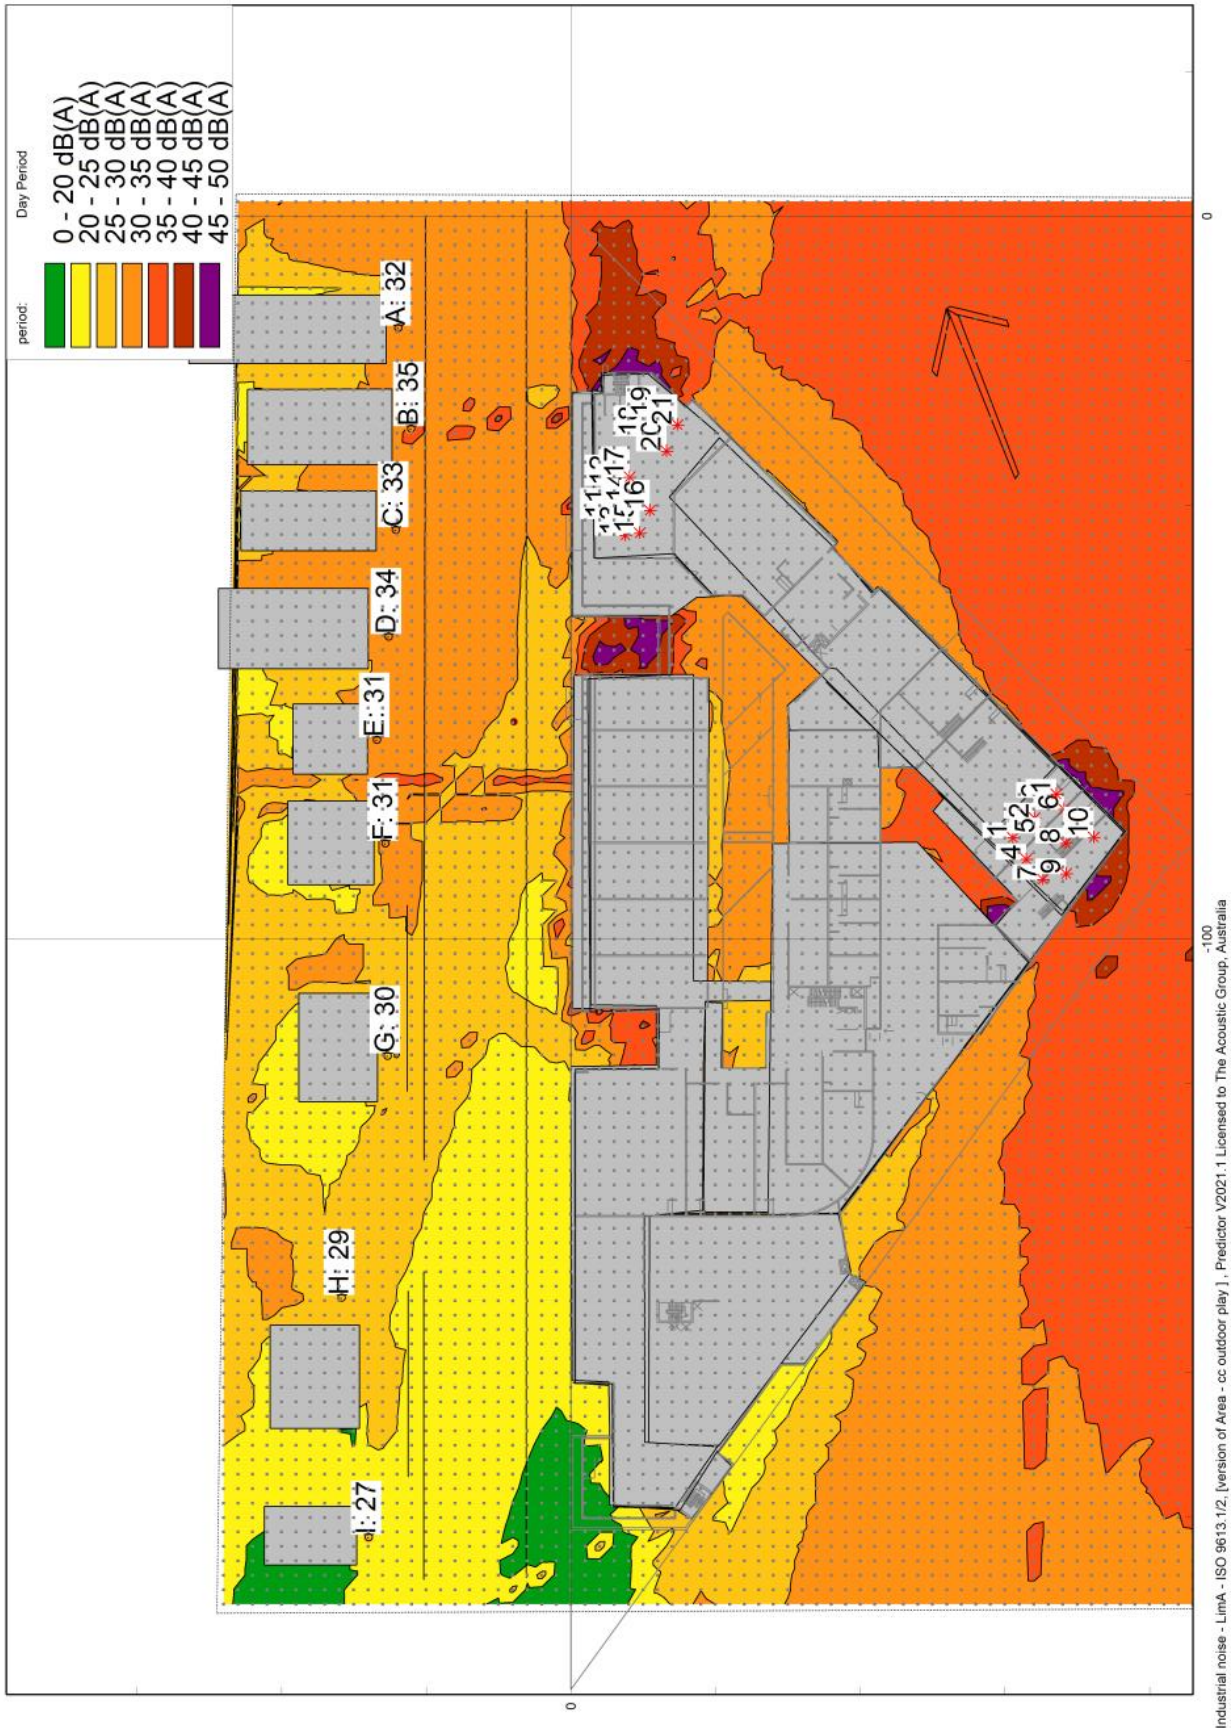 Day Period
period:
0 - 20 dB(A)
20 - 25 dB(A)
25 - 30 dB(A)
30 - 35 dB(A)
35 - 40 dB(A)
40 - 45 dB(A)
45 - 50 dB(A)
A: 32
B: 35
C: 33
D: 34
E: 31
F: 31
G: 30
H: 29
I: 27
19
21
17
16
1
2
5
6
4
8
10
7
9
0
-100
0
Industrial noise - LimA - ISO 9613.1/2, [version of Area - cc outdoor play ] , Predictor V2021.1 Licensed to The Acoustic Group, Australia